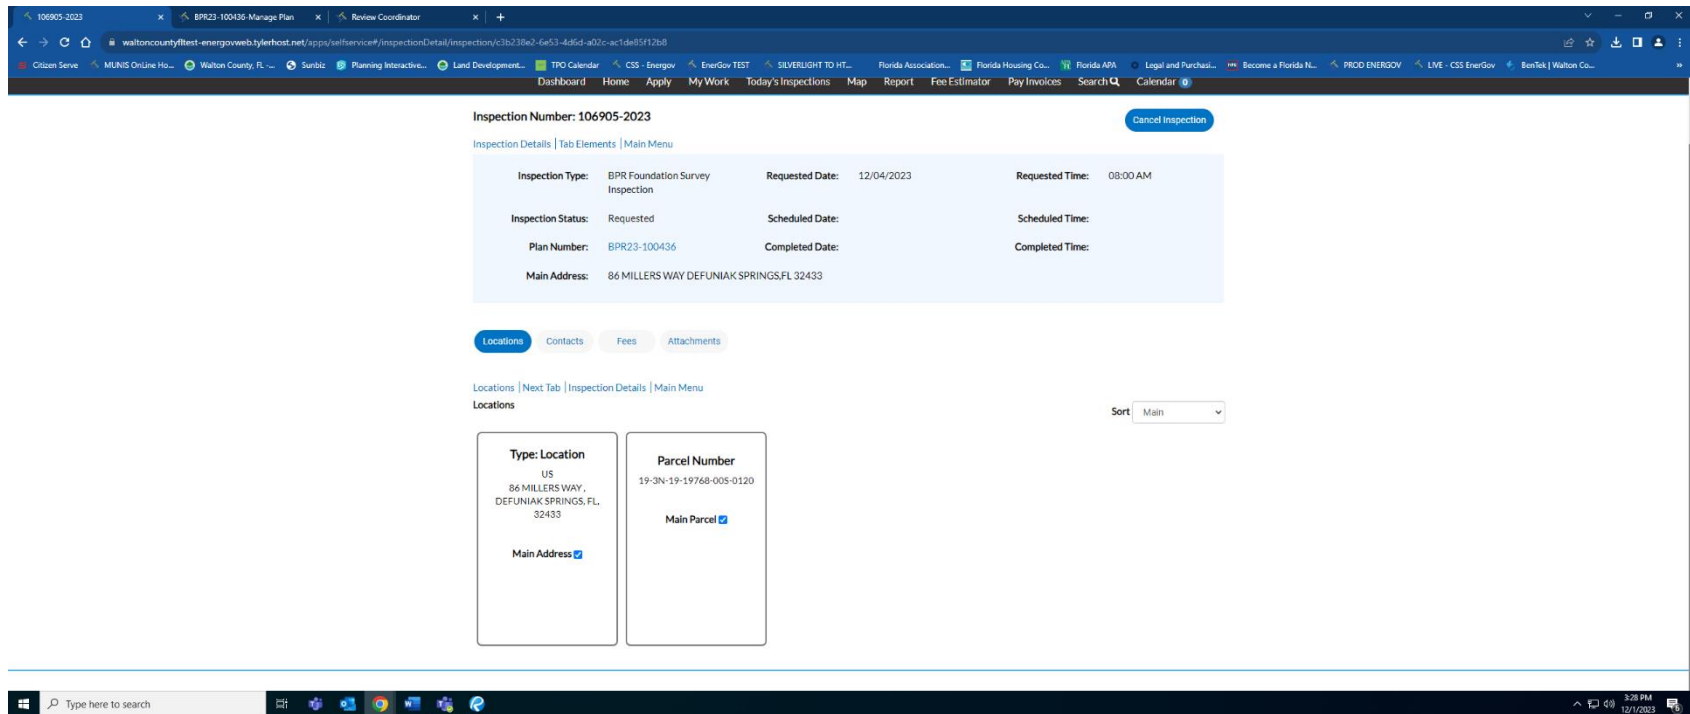 106905-2023
BPR23-100436-Manage Plan
Review Coordinator
waltoncountyfltest-energovweb.tylerhost.net/apps/selfservice#/inspectionDetail/inspection/c3b238e2-6e53-4d6d-a02c-ac1de85f12b8
Citizen Serve MUNIS OnLine Ho... Walton County, FL -... Sunbiz Planning Interactive... Land Development... TPO Calendar CSS - Energov EnerGov TEST SILVERLIGHT TO HT... Florida Association... Florida Housing Co... Florida APA Legal and Purchasi... Become a Florida N... PROD ENERGOV LIVE - CSS EnerGov BenTek | Walton Co... »
Dashboard Home Apply My Work Today's Inspections Map Report Fee Estimator Pay Invoices Search Calendar 0
Inspection Number: 106905-2023
Cancel Inspection
Inspection Details | Tab Elements | Main Menu
Inspection Type: BPR Foundation Survey Requested Date: 12/04/2023 Requested Time: 08:00 AM
Inspection
Inspection Status: Requested Scheduled Date: Scheduled Time:
Plan Number: BPR23-100436 Completed Date: Completed Time:
Main Address: 86 MILLERS WAY DEFUNIAK SPRINGS,FL 32433
Locations Contacts Fees Attachments
Locations | Next Tab | Inspection Details | Main Menu
Locations
Sort Main
Type: Location
US
86 MILLERS WAY ,
DEFUNIAK SPRINGS, FL,
32433
Main Address
Parcel Number
19-3N-19-19768-005-0120
Main Parcel
Type here to search
3:28 PM
12/1/2023